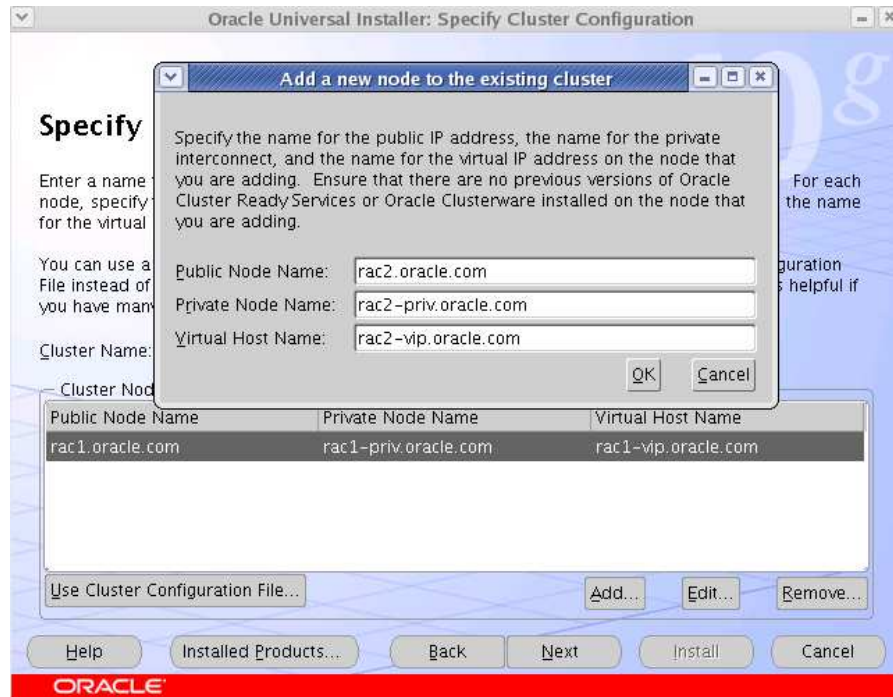 Oracle Universal Installer: Specify Cluster Configuration
Add a new node to the existing cluster
0g
Specify
Specify the name for the public IP address, the name for the private
interconnect, and the name for the virtual IP address on the node that
you are adding. Ensure that there are no previous versions of Oracle
Cluster Ready Services or Oracle Clusterware installed on the node that
you are adding.
Enter a name
For each
node, specify
the name
for the virtual
You can use a
guration
File instead of
s helpful if
you have many
Public Node Name: rac2.oracle.com
Private Node Name: rac2-priv.oracle.com
Virtual Host Name: rac2-vip.oracle.com
OK Cancel
Cluster Name:
Cluster Nod
Public Node Name Private Node Name Virtual Host Name
rac1.oracle.com rac1-priv.oracle.com rac1-vip.oracle.com
Use Cluster Configuration File... Add... Edit... Remove...
Help Installed Products... Back Next Install Cancel
ORACLE